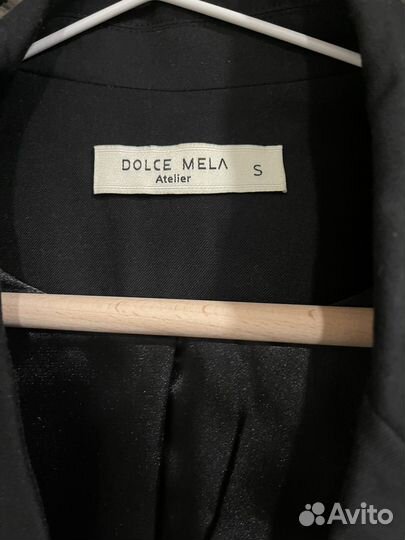 DOLCE MELA
Atelier
S
Avito